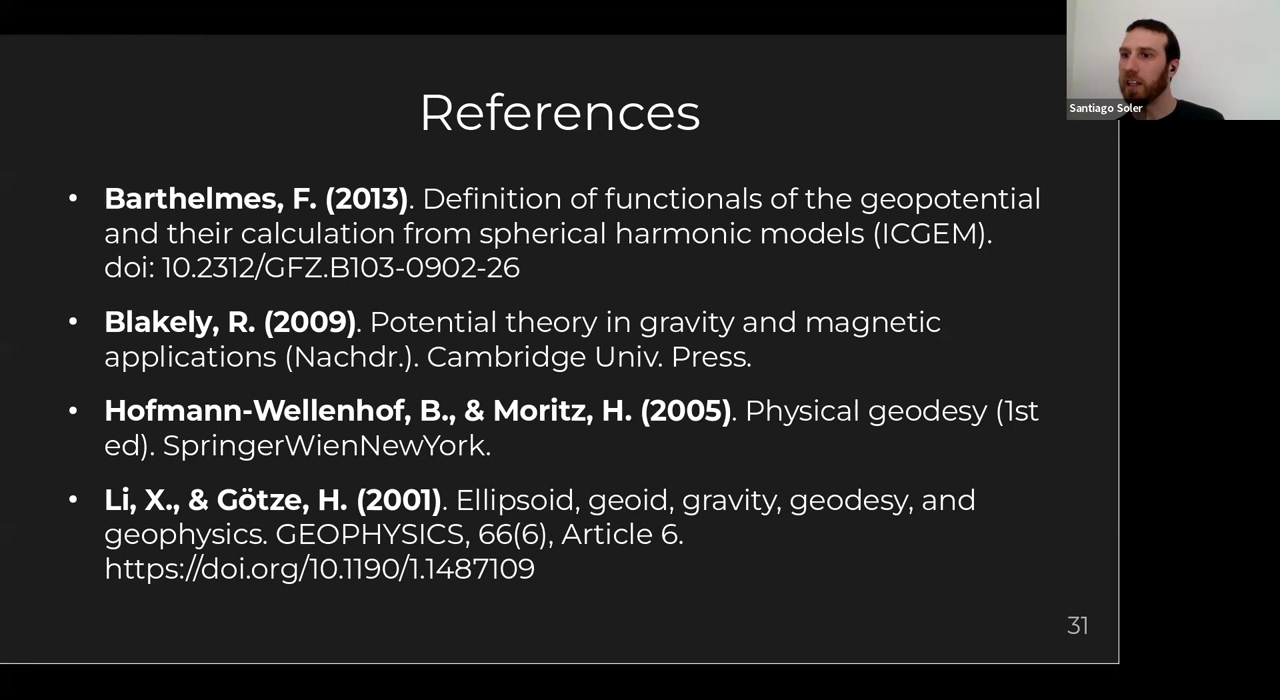 References
Santiago Soler
• Barthelmes, F. (2013). Definition of functionals of the geopotential
and their calculation from spherical harmonic models (ICGEM).
doi: 10.2312/GFZ.B103-0902-26
• Blakely, R. (2009). Potential theory in gravity and magnetic
applications (Nachdr.). Cambridge Univ. Press.
• Hofmann-Wellenhof, B., & Moritz, H. (2005). Physical geodesy (1st
ed). SpringerWienNewYork.
• Li, X., & Götze, H. (2001). Ellipsoid, geoid, gravity, geodesy, and
geophysics. GEOPHYSICS, 66(6), Article 6.
https://doi.org/10.1190/1.1487109
31